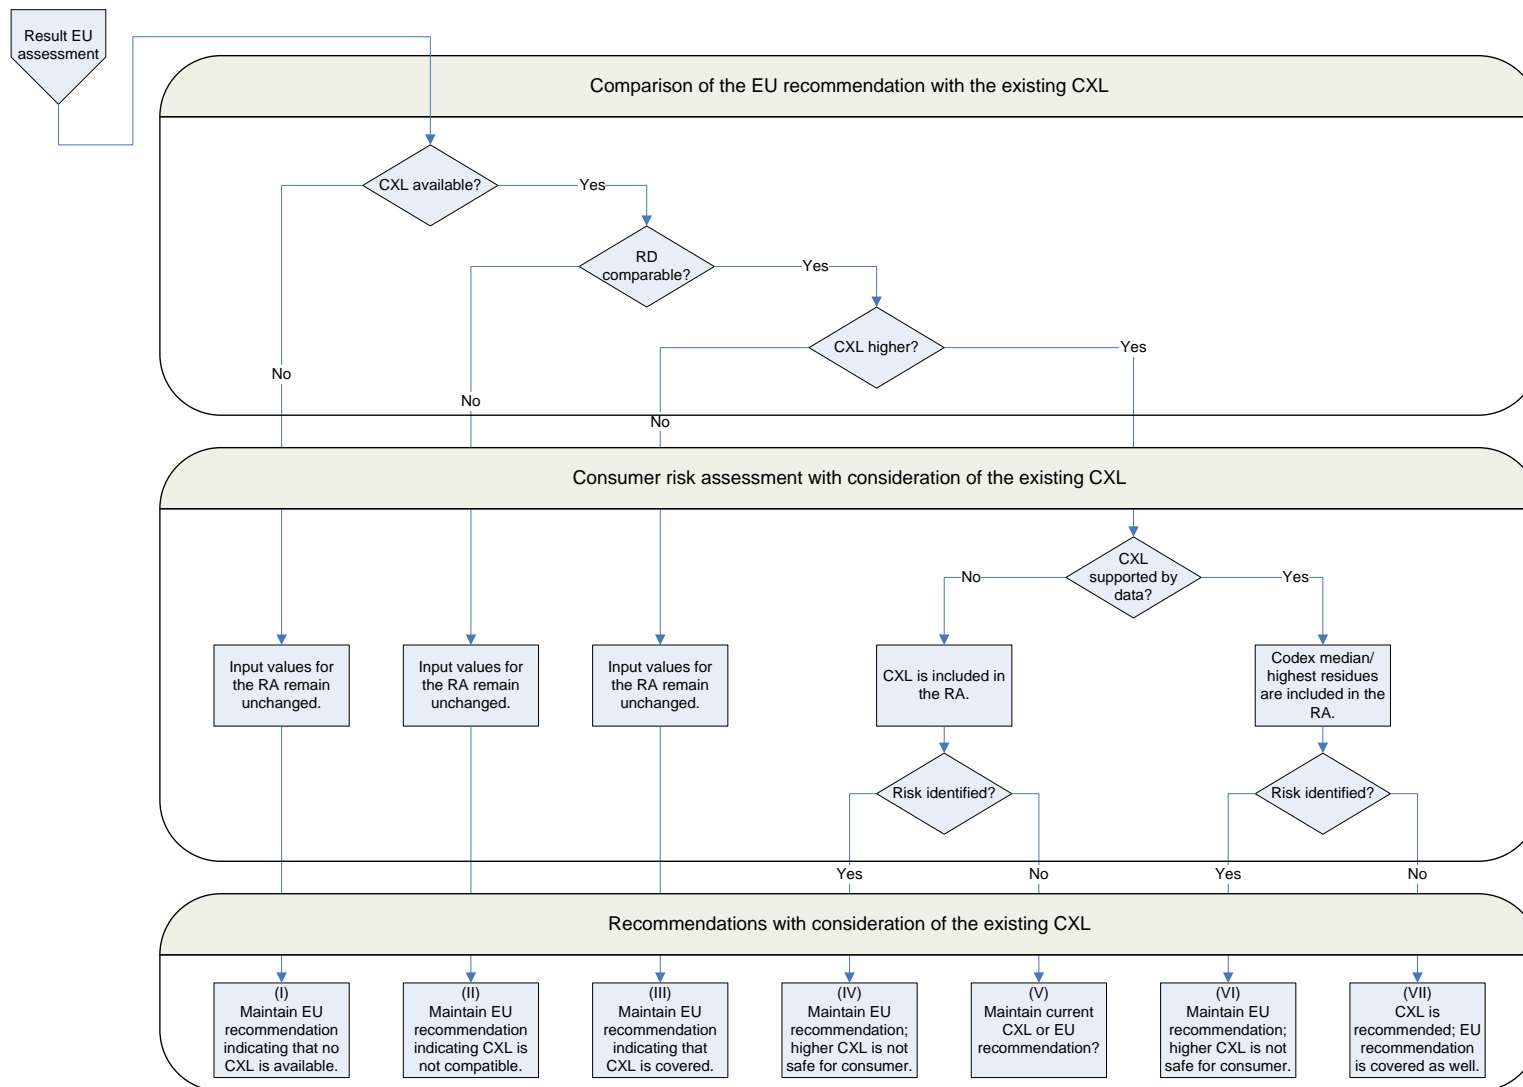 Result EU
assessment
Comparison of the EU recommendation with the existing CXL
CXL available?
Yes
RD
comparable?
Yes
CXL higher?
Yes
No
No
No
Consumer risk assessment with consideration of the existing CXL
CXL
supported by
data?
No
Yes
Input values for
the RA remain
unchanged.
Input values for
the RA remain
unchanged.
Input values for
the RA remain
unchanged.
CXL is included in
the RA.
Codex median/
highest residues
are included in the
RA.
Risk identified?
Risk identified?
Yes
No
Yes
No
Recommendations with consideration of the existing CXL
(I)
Maintain EU
recommendation
indicating that no
CXL is available.
(II)
Maintain EU
recommendation
indicating CXL is
not compatible.
(III)
Maintain EU
recommendation
indicating that
CXL is covered.
(IV)
Maintain EU
recommendation;
higher CXL is not
safe for consumer.
(V)
Maintain current
CXL or EU
recommendation?
(VI)
Maintain EU
recommendation;
higher CXL is not
safe for consumer.
(VII)
CXL is
recommended; EU
recommendation
is covered as well.